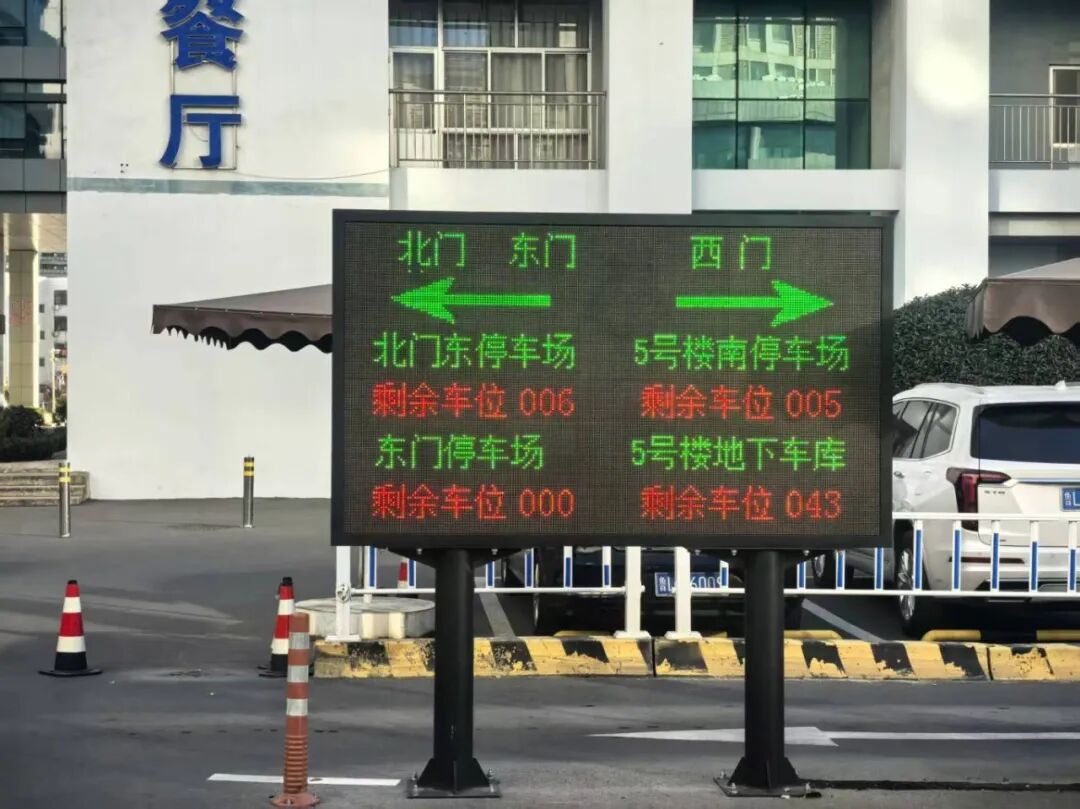 餐
厅
北门 东门
西门
北门东停车场
剩余车位 006
东门停车场
剩余车位 000
5号楼南停车场
剩余车位 005
5号楼地下车库
剩余车位 043